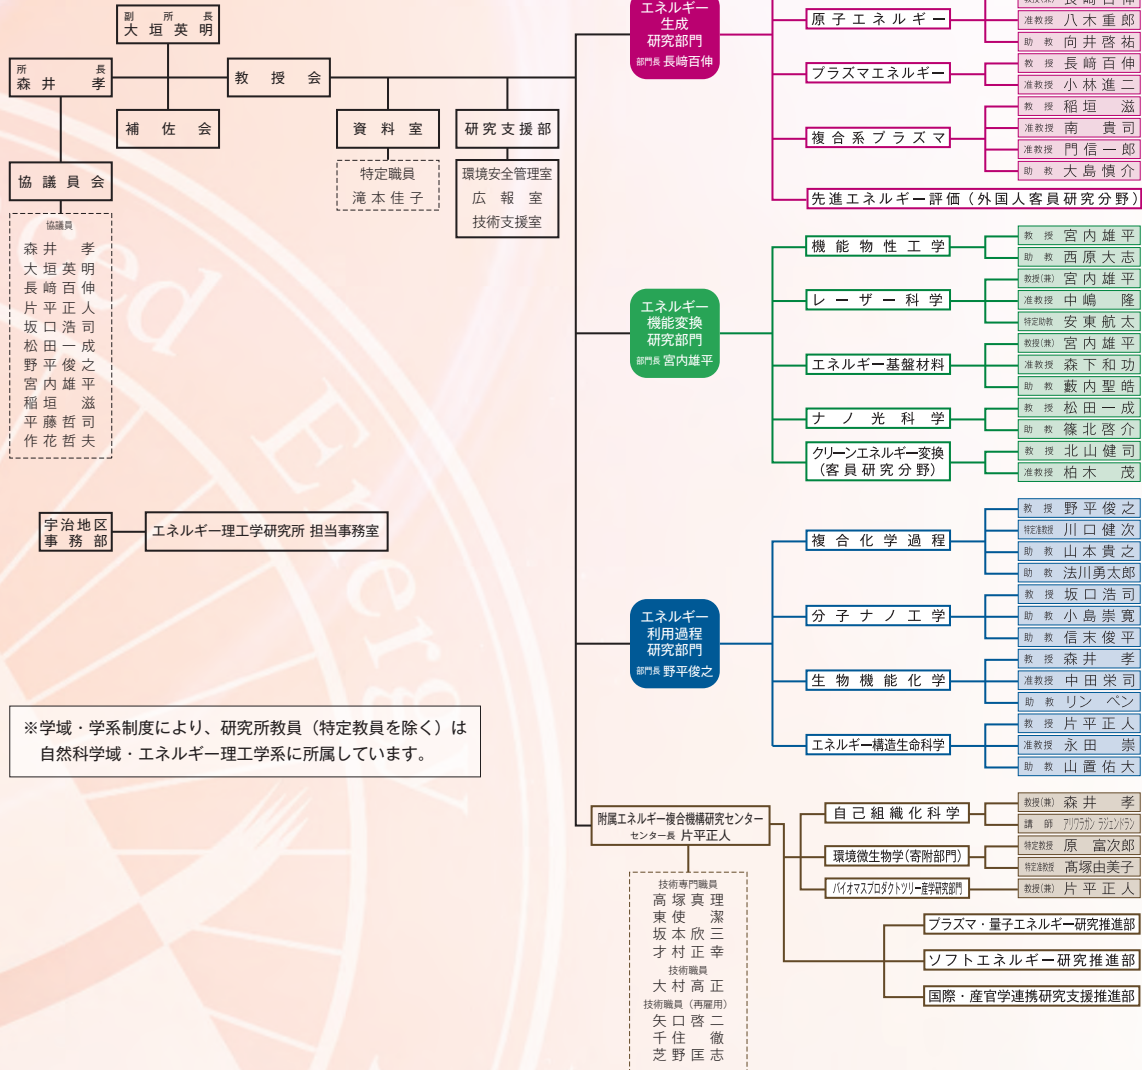 副所長
大垣英明
所長
森井孝
教授会
補佐会
資料室
研究支援部
特定職員
滝本佳子
環境安全管理室
広報室
技術支援室
協議員会
協議員
森井孝
大垣英明
長﨑百伸
片平正人
坂口浩司
松田一成
野平俊之
宮内雄平
稲垣滋
平藤哲司
作花哲夫
宇治地区
事務部
エネルギー理工学研究所 担当事務室
※学域・学系制度により、研究所教員（特定教員を除く）は
自然科学域・エネルギー理工学系に所属しています。
エネルギー
生成
研究部門
部門長 長﨑百伸
原子エネルギー
准教授 八木重郎
助教 向井啓祐
プラズマエネルギー
教授 長﨑百伸
准教授 小林進二
複合系プラズマ
教授 稲垣滋
准教授 南貴司
准教授 門信一郎
助教 大島慎介
先進エネルギー評価（外国人客員研究分野）
エネルギー
機能変換
研究部門
部門長 宮内雄平
機能物性工学
教授 宮内雄平
助教 西原大志
レーザー科学
教授(兼) 宮内雄平
准教授 中嶋隆
特定助教 安東航太
エネルギー基盤材料
教授(兼) 宮内雄平
准教授 森下和功
助教 藪内聖皓
ナノ光科学
教授 松田一成
助教 篠北啓介
クリーンエネルギー変換
（客員研究分野）
教授 北山健司
准教授 柏木茂
エネルギー
利用過程
研究部門
部門長 野平俊之
複合化学過程
教授 野平俊之
特定准教授 川口健次
助教 山本貴之
助教 法川勇太郎
分子ナノ工学
教授 坂口浩司
助教 小島崇寛
助教 信末俊平
生物機能化学
教授 森井孝
准教授 中田栄司
助教 リン ペン
エネルギー構造生命科学
教授 片平正人
准教授 永田崇
助教 山置佑大
附属エネルギー複合機構研究センター
センター長 片平正人
技術専門職員
高塚真理
東使潔
坂本欣三
才村正幸
技術職員
大村高正
技術職員（再雇用）
矢口啓二
千住徹
芝野匡志
自己組織化科学
教授(兼) 森井孝
講師 アリワラガン ラジェンドラン
環境微生物学（寄附部門）
特定教授 原富次郎
特定准教授 髙塚由美子
バイオマスプロダクトツリー産学研究部門
教授(兼) 片平正人
プラズマ・量子エネルギー研究推進部
ソフトエネルギー研究推進部
国際・産官学連携研究支援推進部